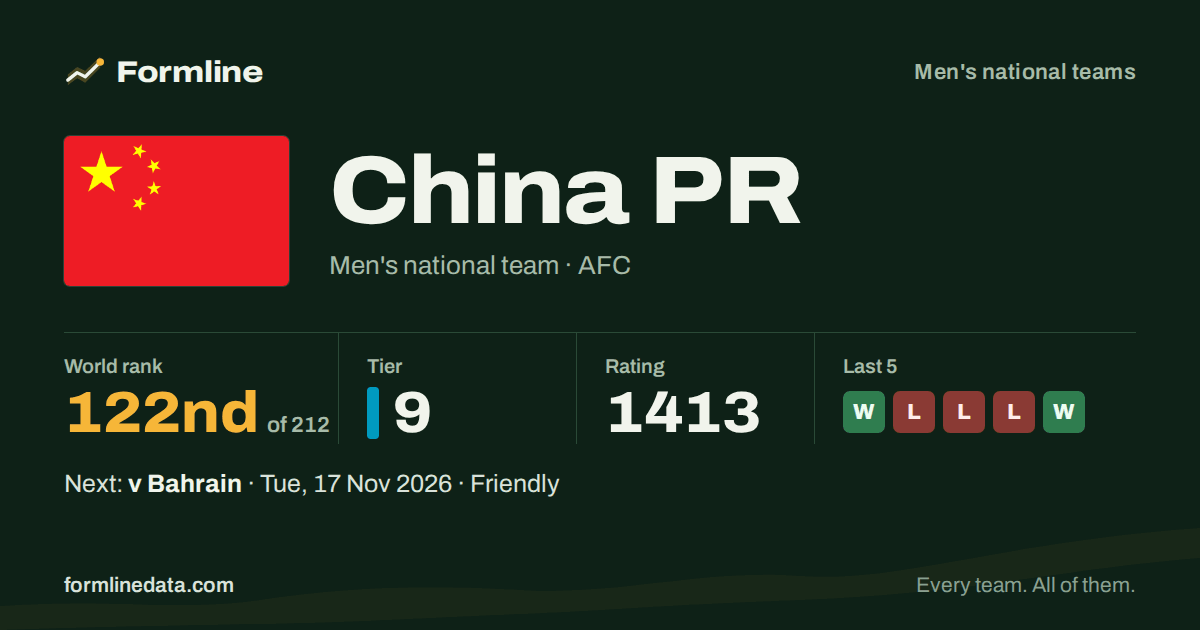 Formline
Men's national teams
China PR
Men's national team · AFC
World rank
122nd of 212
Tier
9
Rating
1413
Last 5
W L L L W
Next: v Bahrain · Tue, 17 Nov 2026 · Friendly
formlinedata.com
Every team. All of them.